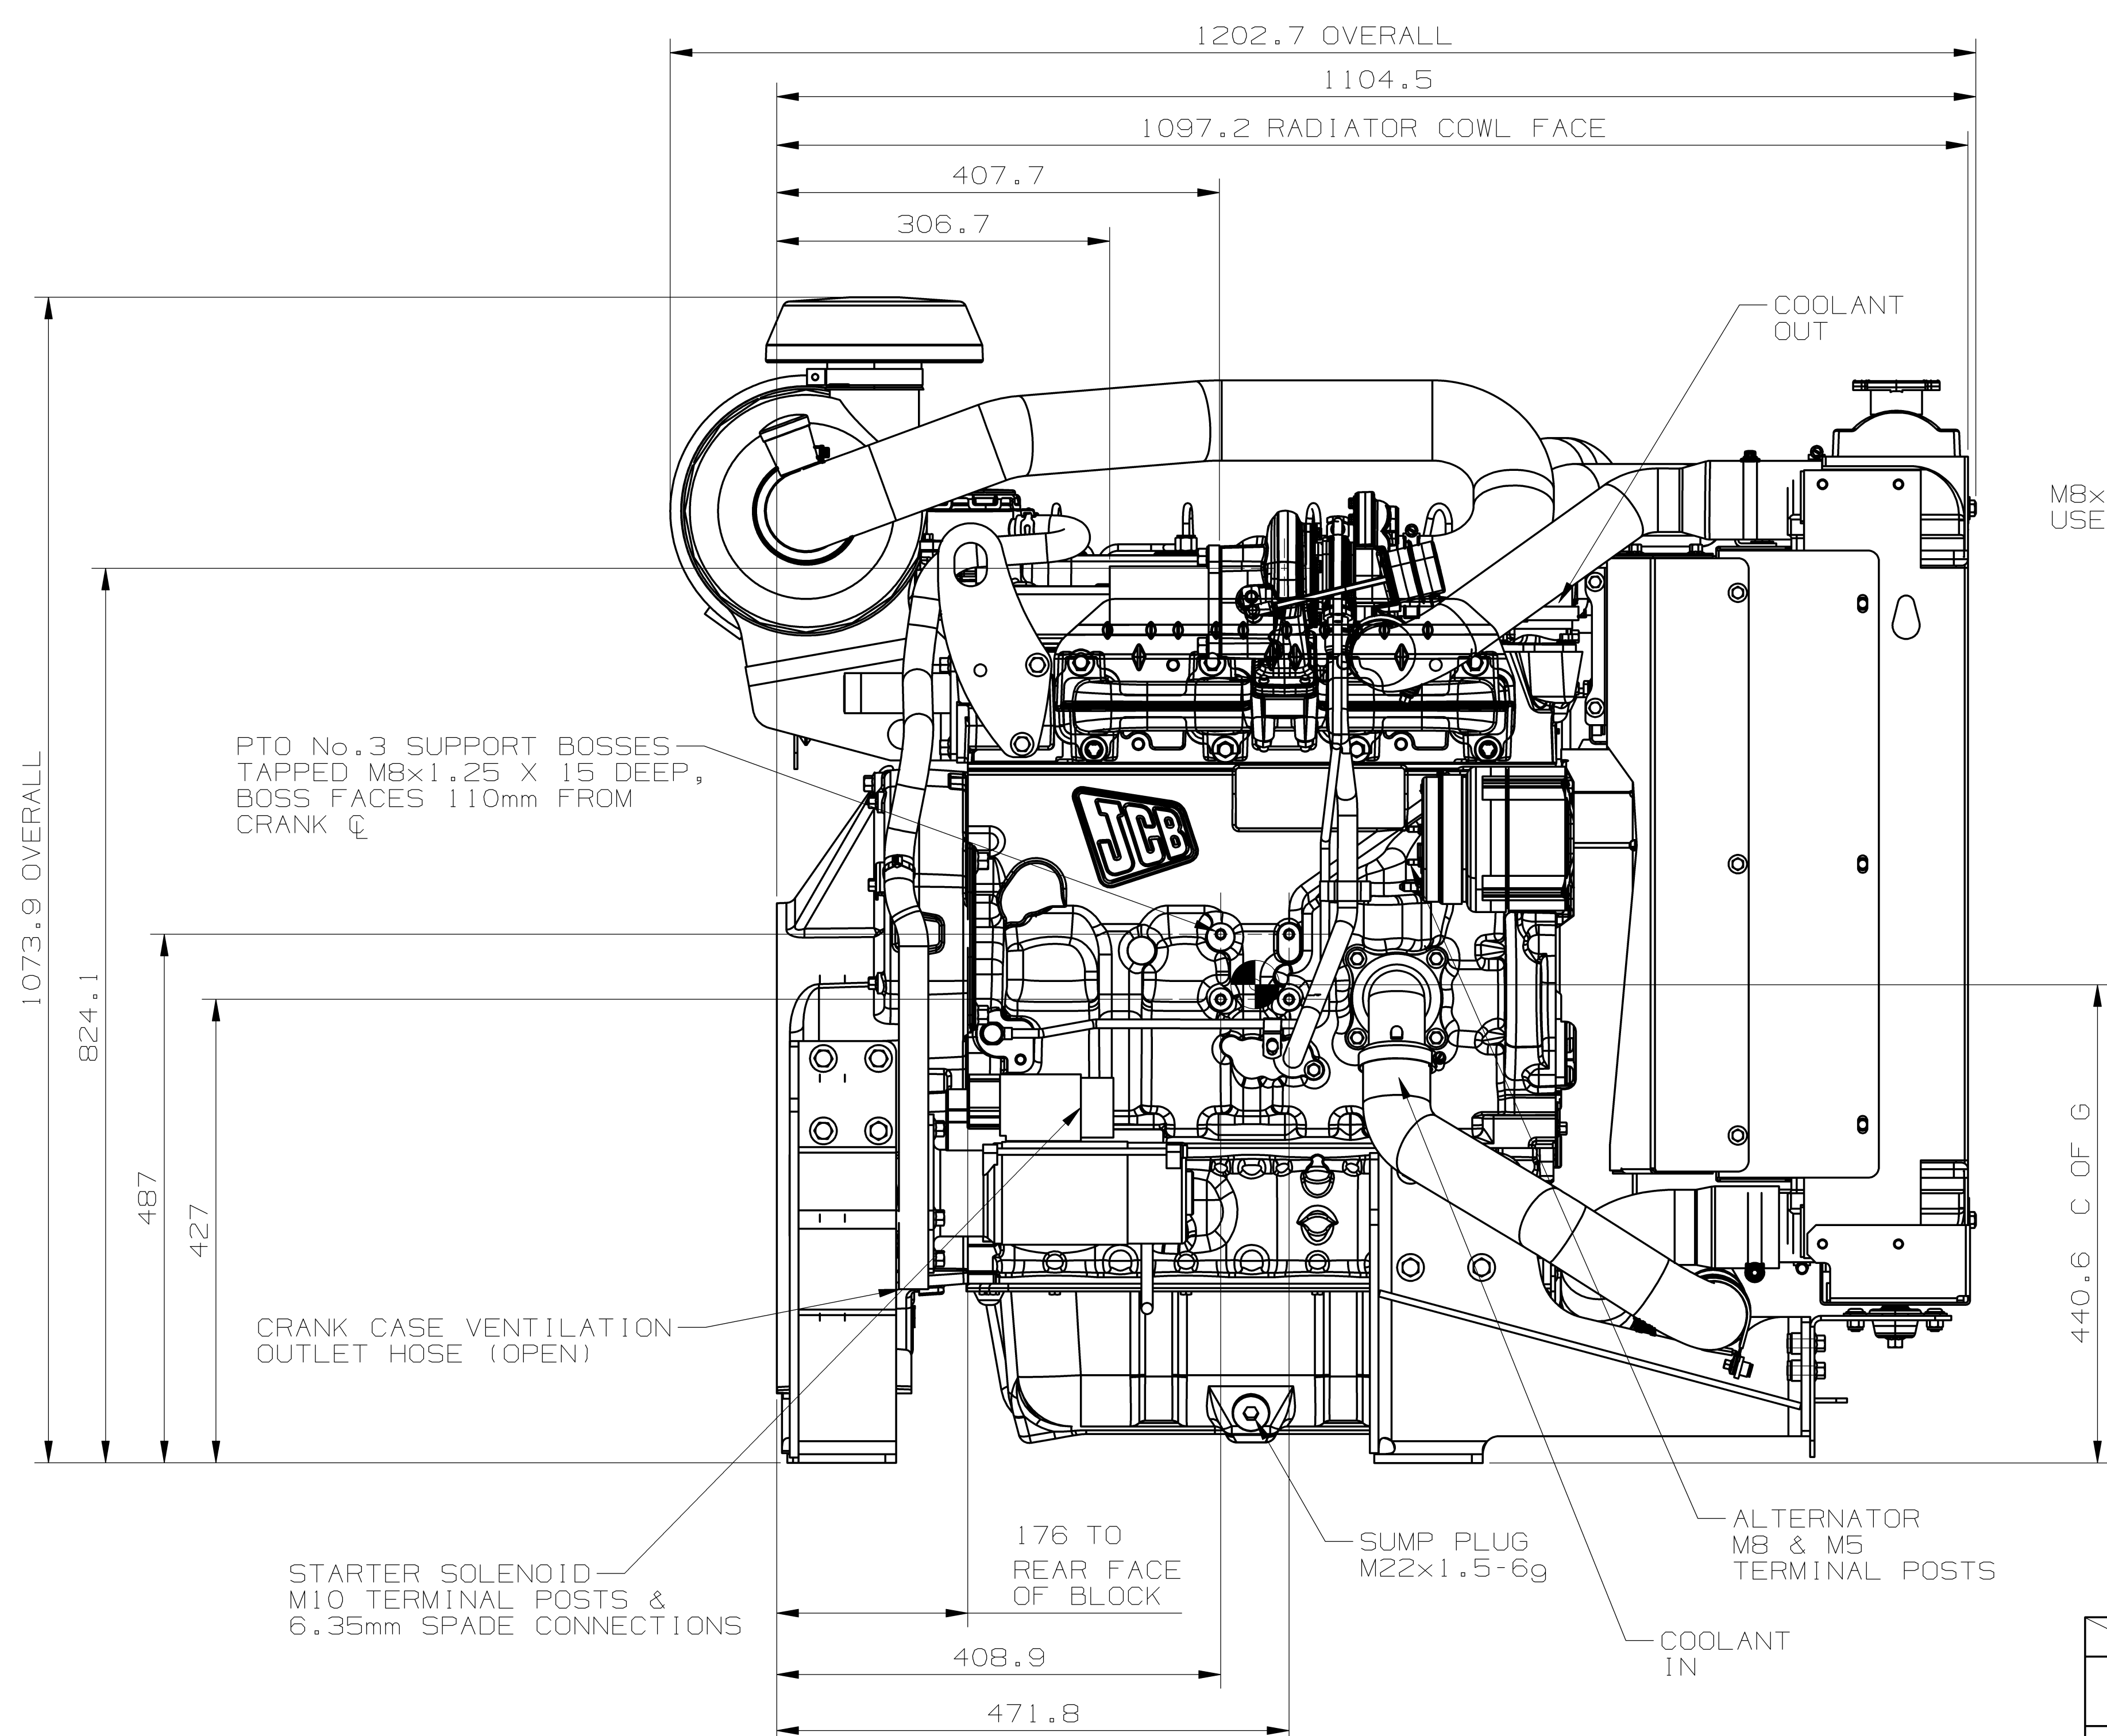 1202.7 OVERALL
1104.5
1097.2 RADIATOR COWL FACE
407.7
306.7
COOLANT
OUT
M8x
USE
PTO No.3 SUPPORT BOSSES
TAPPED M8x1.25 X 15 DEEP,
BOSS FACES 110mm FROM
CRANK ℄
JCB
1073.9 OVERALL
824.1
487
427
440.6 C OF G
CRANK CASE VENTILATION
OUTLET HOSE (OPEN)
STARTER SOLENOID
M10 TERMINAL POSTS &
6.35mm SPADE CONNECTIONS
176 TO
REAR FACE
OF BLOCK
SUMP PLUG
M22x1.5-6g
ALTERNATOR
M8 & M5
TERMINAL POSTS
COOLANT
IN
408.9
471.8